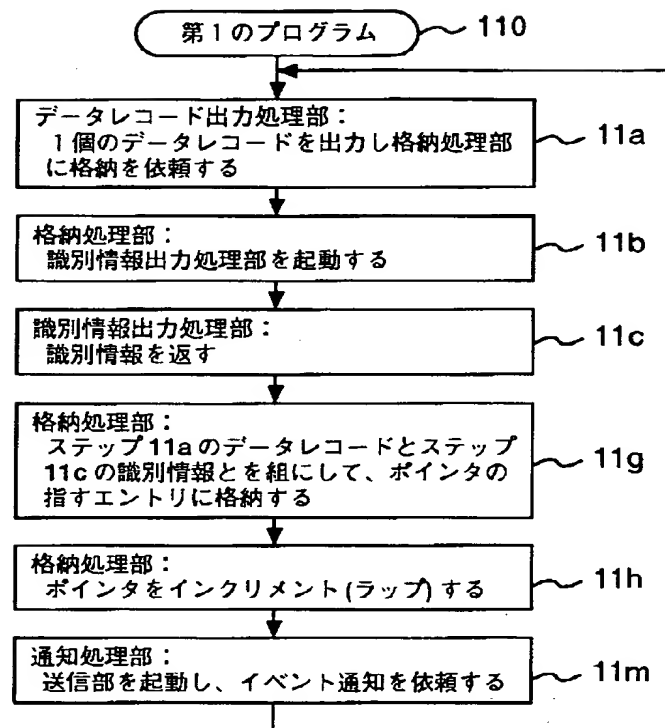 第1のプログラム
110
データレコード出力処理部：
1個のデータレコードを出力し格納処理部
に格納を依頼する
11a
格納処理部：
識別情報出力処理部を起動する
11b
識別情報出力処理部：
識別情報を返す
11c
格納処理部：
ステップ11aのデータレコードとステップ
11cの識別情報とを組にして、ポインタの
指すエントリに格納する
11g
格納処理部：
ポインタをインクリメント(ラップ)する
11h
通知処理部：
送信部を起動し、イベント通知を依頼する
11m